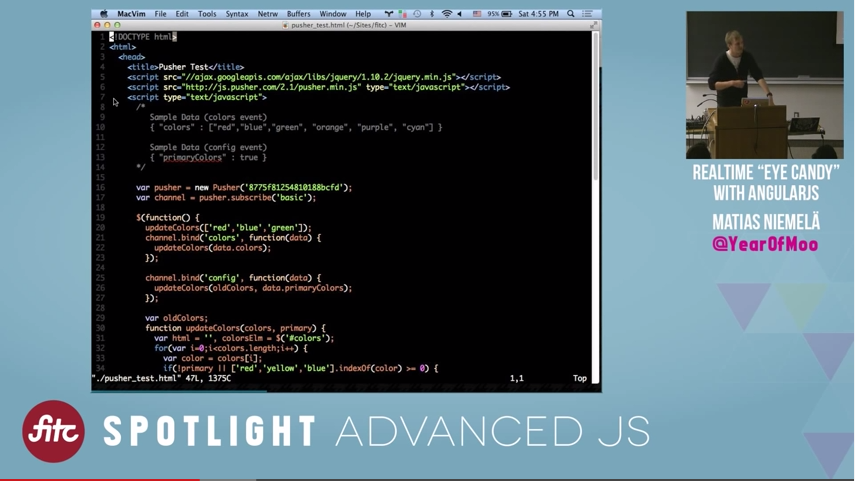 MacVim File Edit Tools Syntax Netrw Buffers Window Help 95% Sat 4:55 PM
pusher_test.html (~/Sites/fitc) - VIM
1 <!DOCTYPE html>
2 <html>
3 <head>
4 <title>Pusher Test</title>
5 <script src="//ajax.googleapis.com/ajax/libs/jquery/1.10.2/jquery.min.js"></script>
6 <script src="http://js.pusher.com/2.1/pusher.min.js" type="text/javascript"></script>
7 <script type="text/javascript">
8 /*
9 Sample Data (colors event)
10 { "colors" : ["red","blue","green", "orange", "purple", "cyan"] }
11
12 Sample Data (config event)
13 { "primaryColors" : true }
14 */
15
16 var pusher = new Pusher('8775f81254810188bcfd');
17 var channel = pusher.subscribe('basic');
18
19 $(function() {
20 updateColors(['red','blue','green']);
21 channel.bind('colors', function(data) {
22 updateColors(data.colors);
23 });
24
25 channel.bind('config', function(data) {
26 updateColors(oldColors, data.primaryColors);
27 });
28
29 var oldColors;
30 function updateColors(colors, primary) {
31 var html = '', colorsElm = $('#colors');
32 for(var i=0;i<colors.length;i++) {
33 var color = colors[i];
34 if(!primary || ['red','yellow','blue'].indexOf(color) >= 0) {
"./pusher_test.html" 47L, 1375C 1,1 Top
REALTIME "EYE CANDY"
WITH ANGULARJS
MATIAS NIEMELÄ
@YearOfMoo
fitc SPOTLIGHT ADVANCED JS